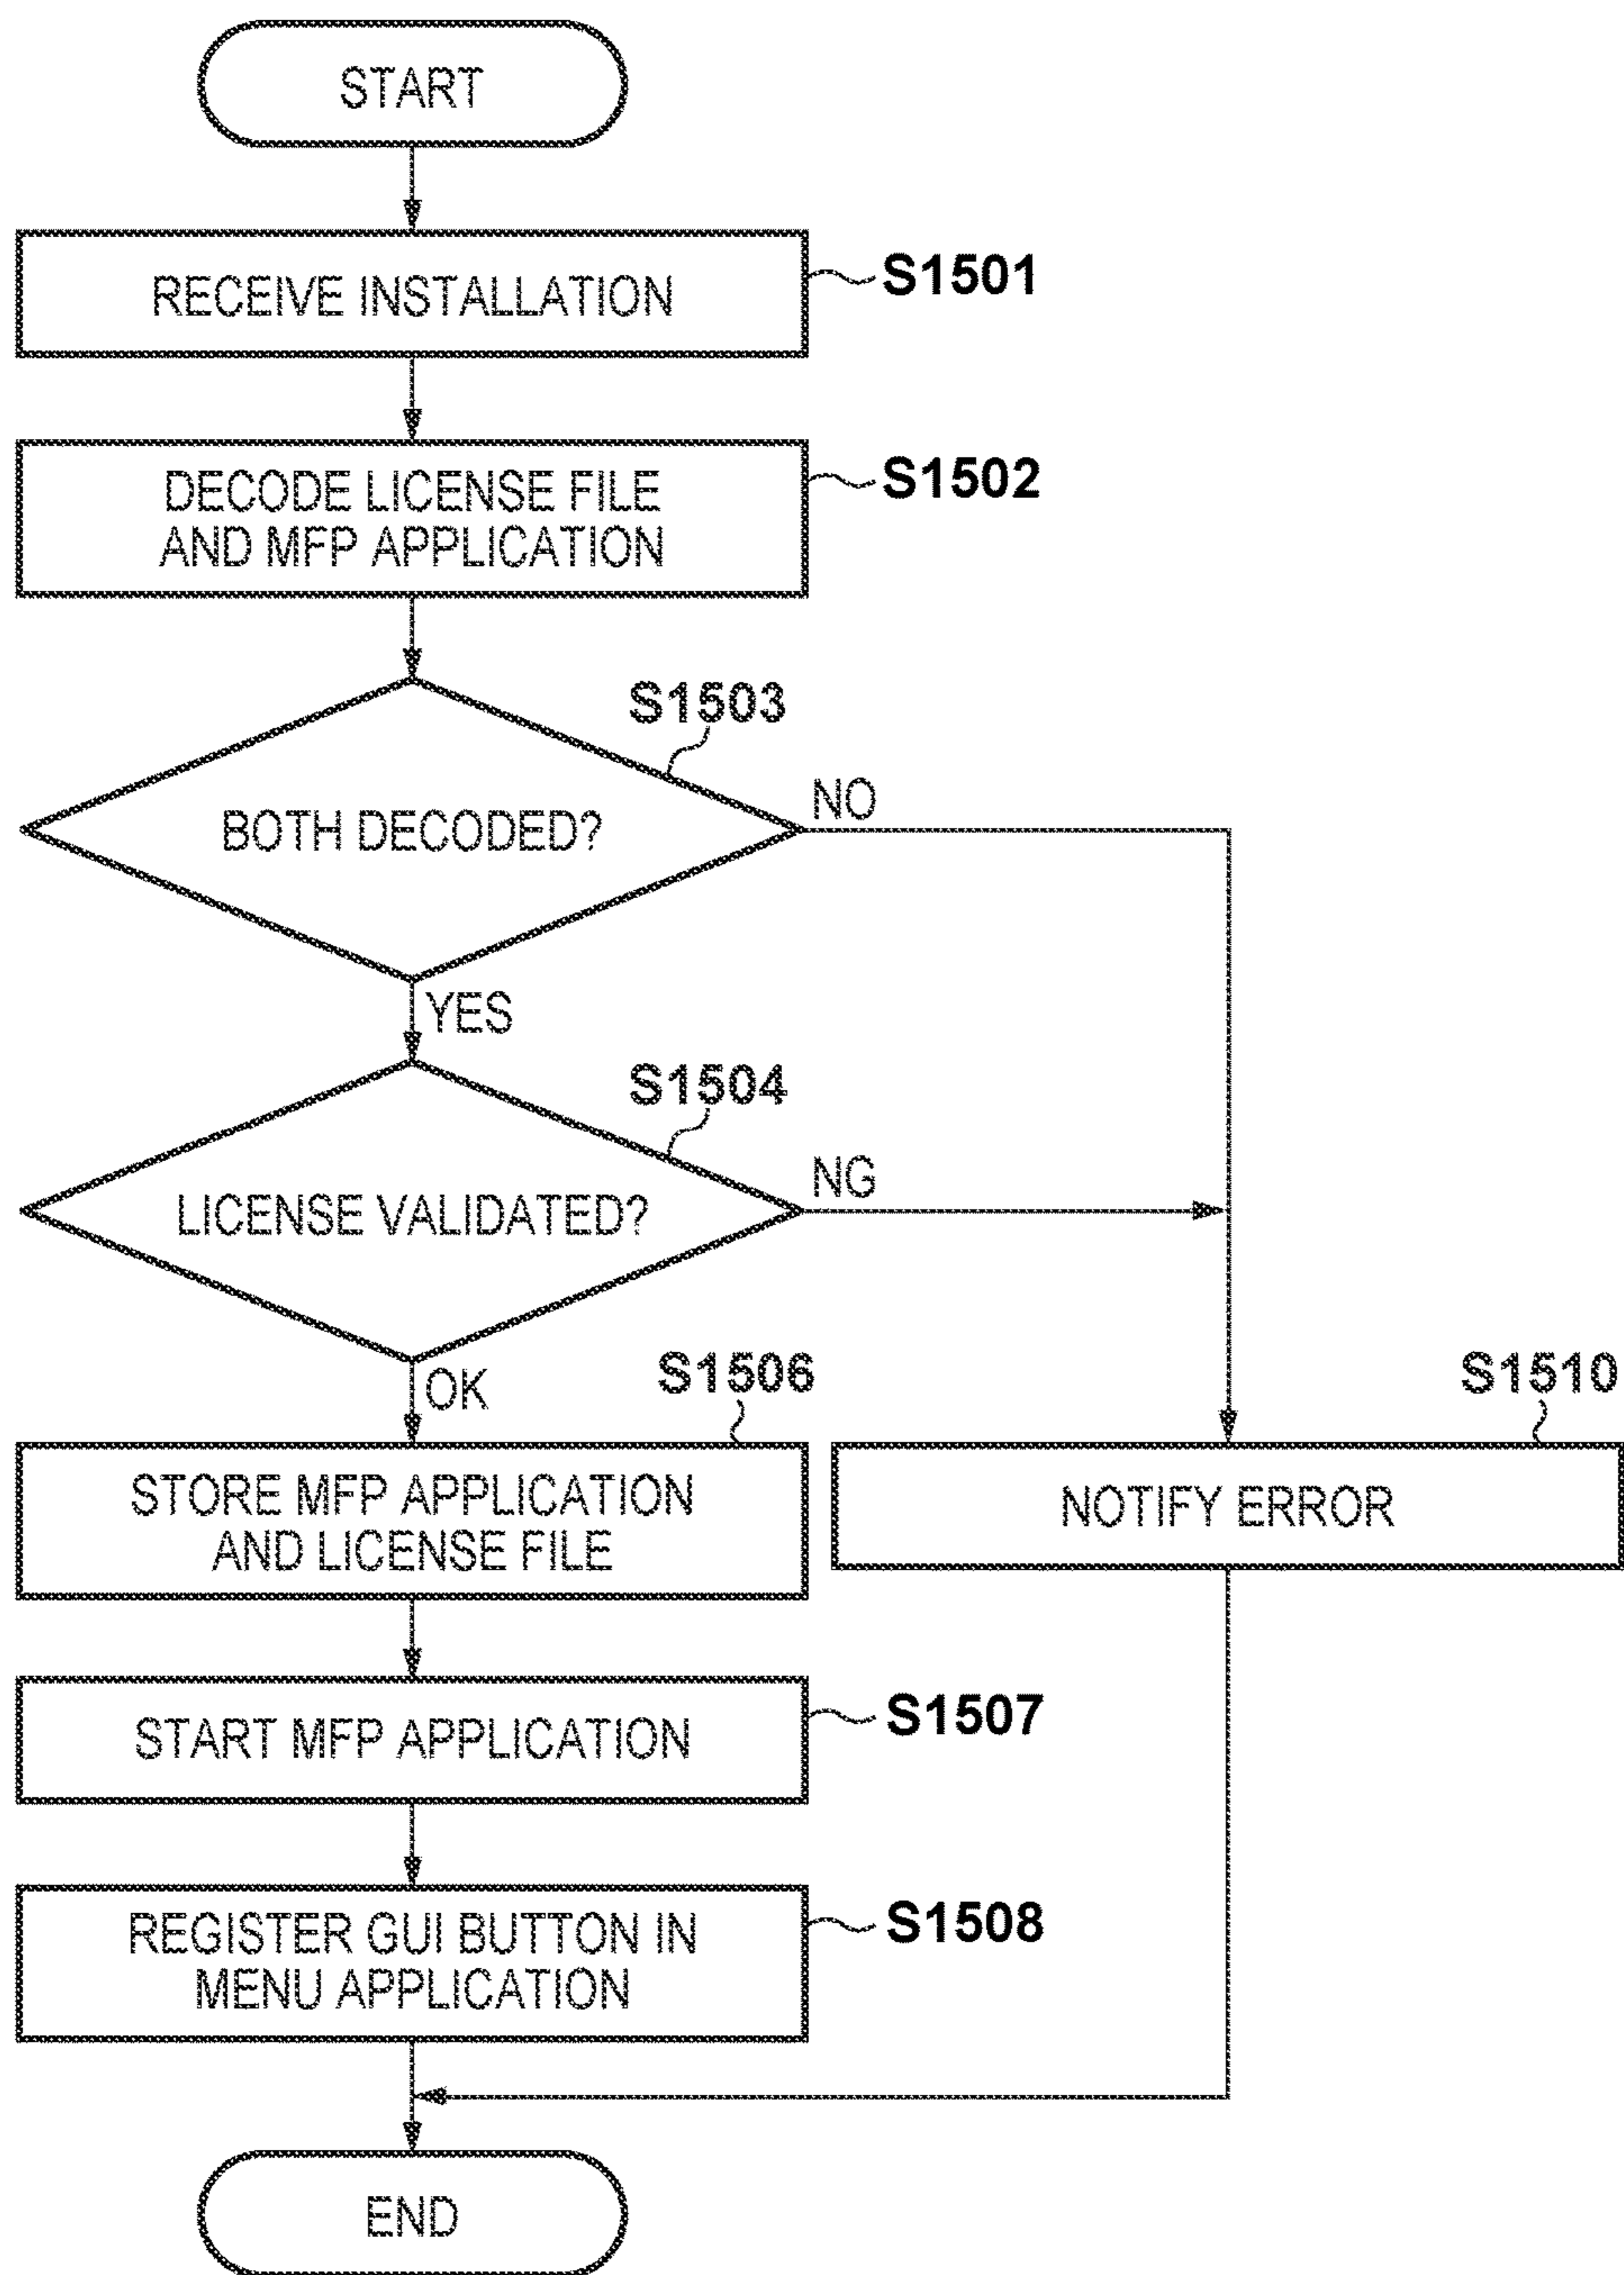 START
RECEIVE INSTALLATION
S1501
DECODE LICENSE FILE
AND MFP APPLICATION
S1502
S1503
BOTH DECODED?
NO
YES
S1504
LICENSE VALIDATED?
NG
OK
S1506
STORE MFP APPLICATION
AND LICENSE FILE
S1510
NOTIFY ERROR
START MFP APPLICATION
S1507
REGISTER GUI BUTTON IN
MENU APPLICATION
S1508
END